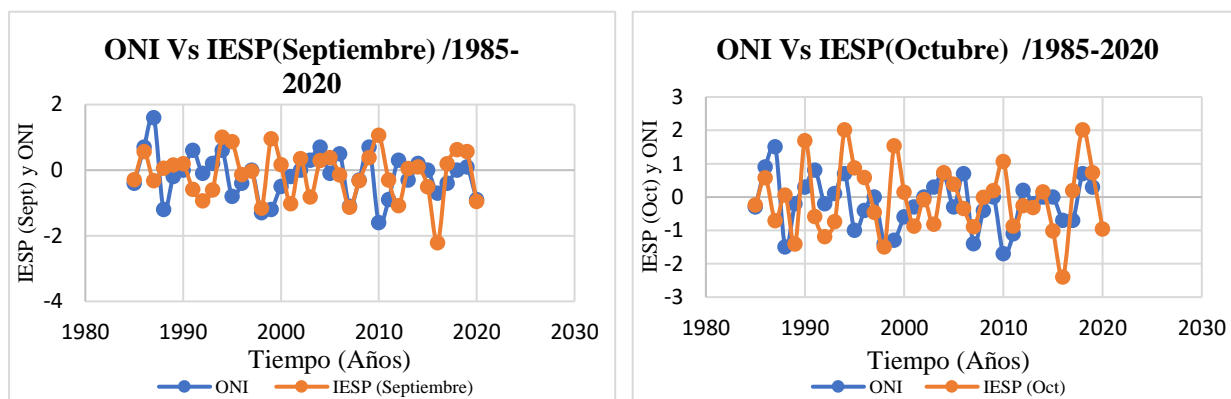 ONI Vs IESP(Septiembre) /1985-
2020
IESP (Sept) y ONI
2
0
-2
-4
1980 1990 2000 2010 2020 2030
Tiempo (Años)
ONI IESP (Septiembre)
ONI Vs IESP(Octubre) /1985-2020
IESP (Oct) y ONI
3
2
1
0
-1
-2
-3
1980 1990 2000 2010 2020 2030
Tiempo (Años)
ONI IESP (Oct)